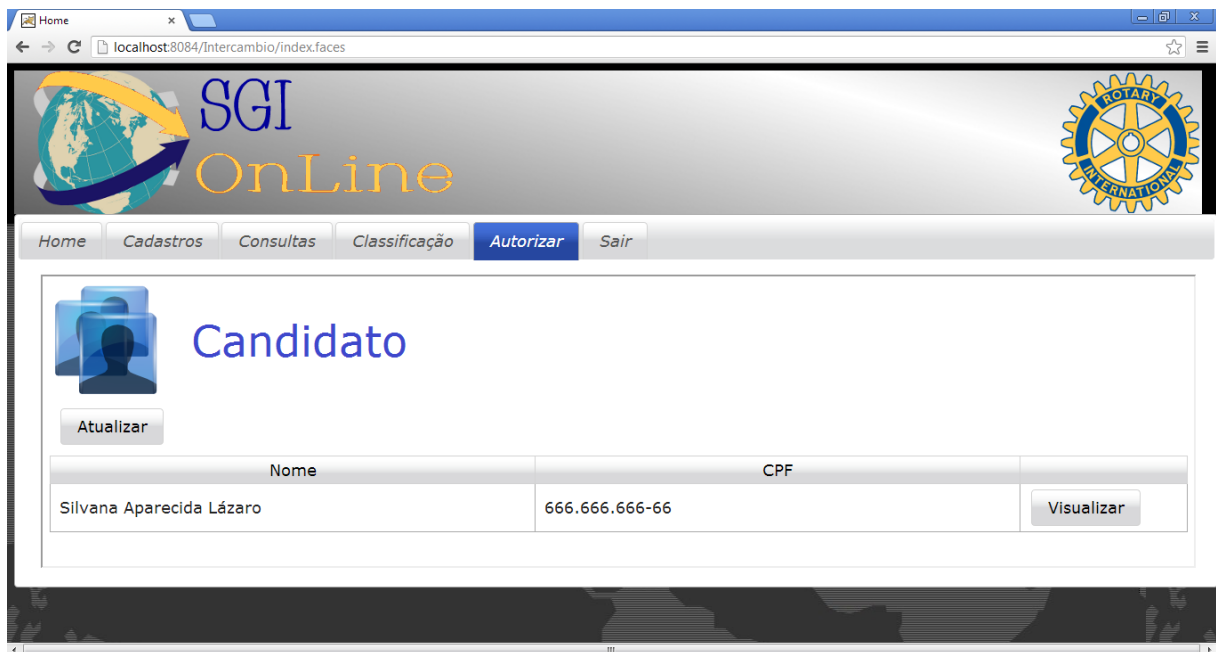 Home
localhost:8084/Intercambio/index.faces
SGI
OnLine
ROTARY
INTERNATIONAL
Home Cadastros Consultas Classificação Autorizar Sair
Candidato
Atualizar
Nome CPF
Silvana Aparecida Lázaro 666.666.666-66 Visualizar